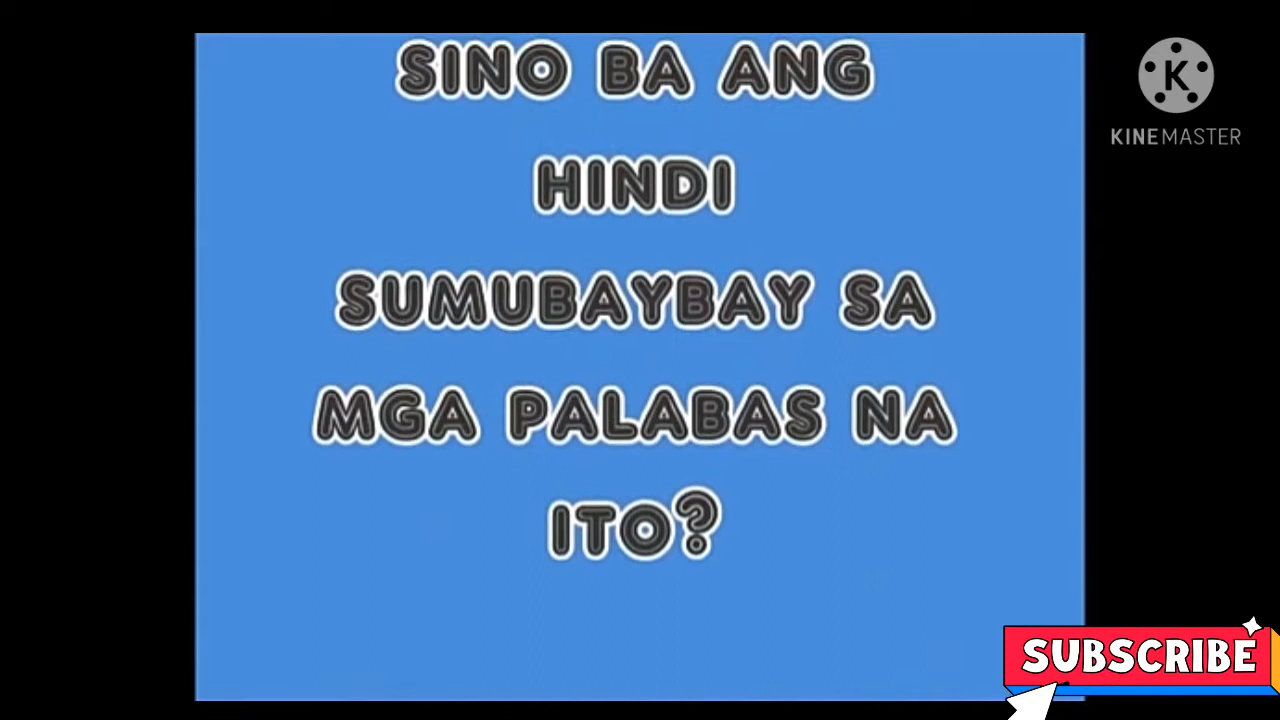 SINO BA ANG
HINDI
SUMUBAYBAY SA
MGA PALABAS NA
ITO?
K
KINEMASTER
SUBSCRIBE